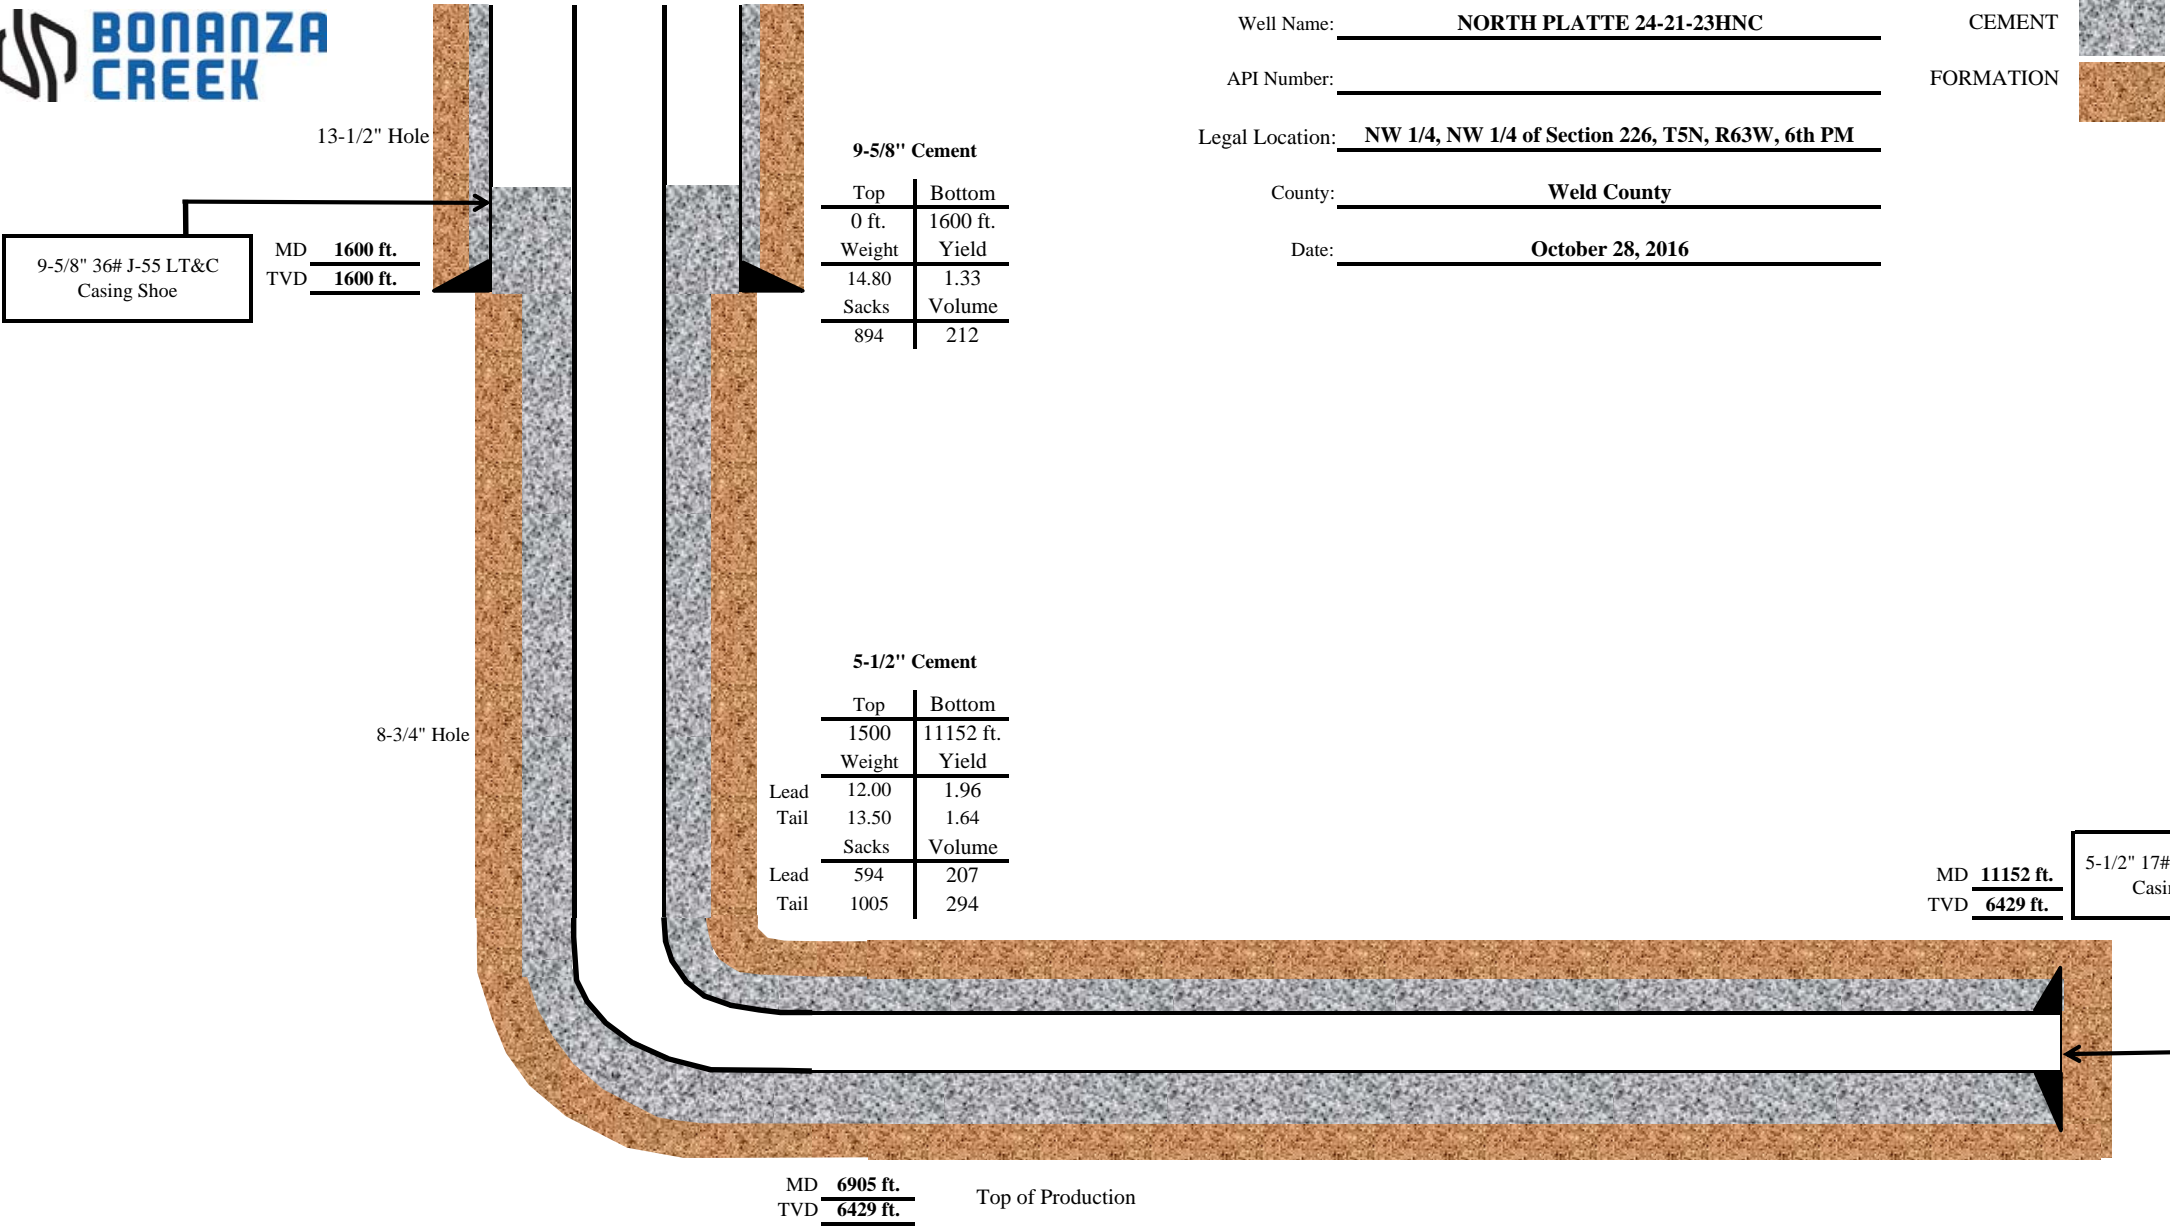 BONANZA
CREEK
Well Name: NORTH PLATTE 24-21-23HNC
API Number:
Legal Location: NW 1/4, NW 1/4 of Section 226, T5N, R63W, 6th PM
County: Weld County
Date: October 28, 2016
CEMENT
FORMATION
13-1/2" Hole
9-5/8" 36# J-55 LT&C
Casing Shoe
MD 1600 ft.
TVD 1600 ft.
9-5/8" Cement
Top Bottom
0 ft. 1600 ft.
Weight Yield
14.80 1.33
Sacks Volume
894 212
8-3/4" Hole
5-1/2" Cement
Top Bottom
1500 11152 ft.
Weight Yield
Lead 12.00 1.96
Tail 13.50 1.64
Sacks Volume
Lead 594 207
Tail 1005 294
MD 11152 ft.
TVD 6429 ft.
5-1/2" 17#
MD 6905 ft.
TVD 6429 ft.
Top of Production